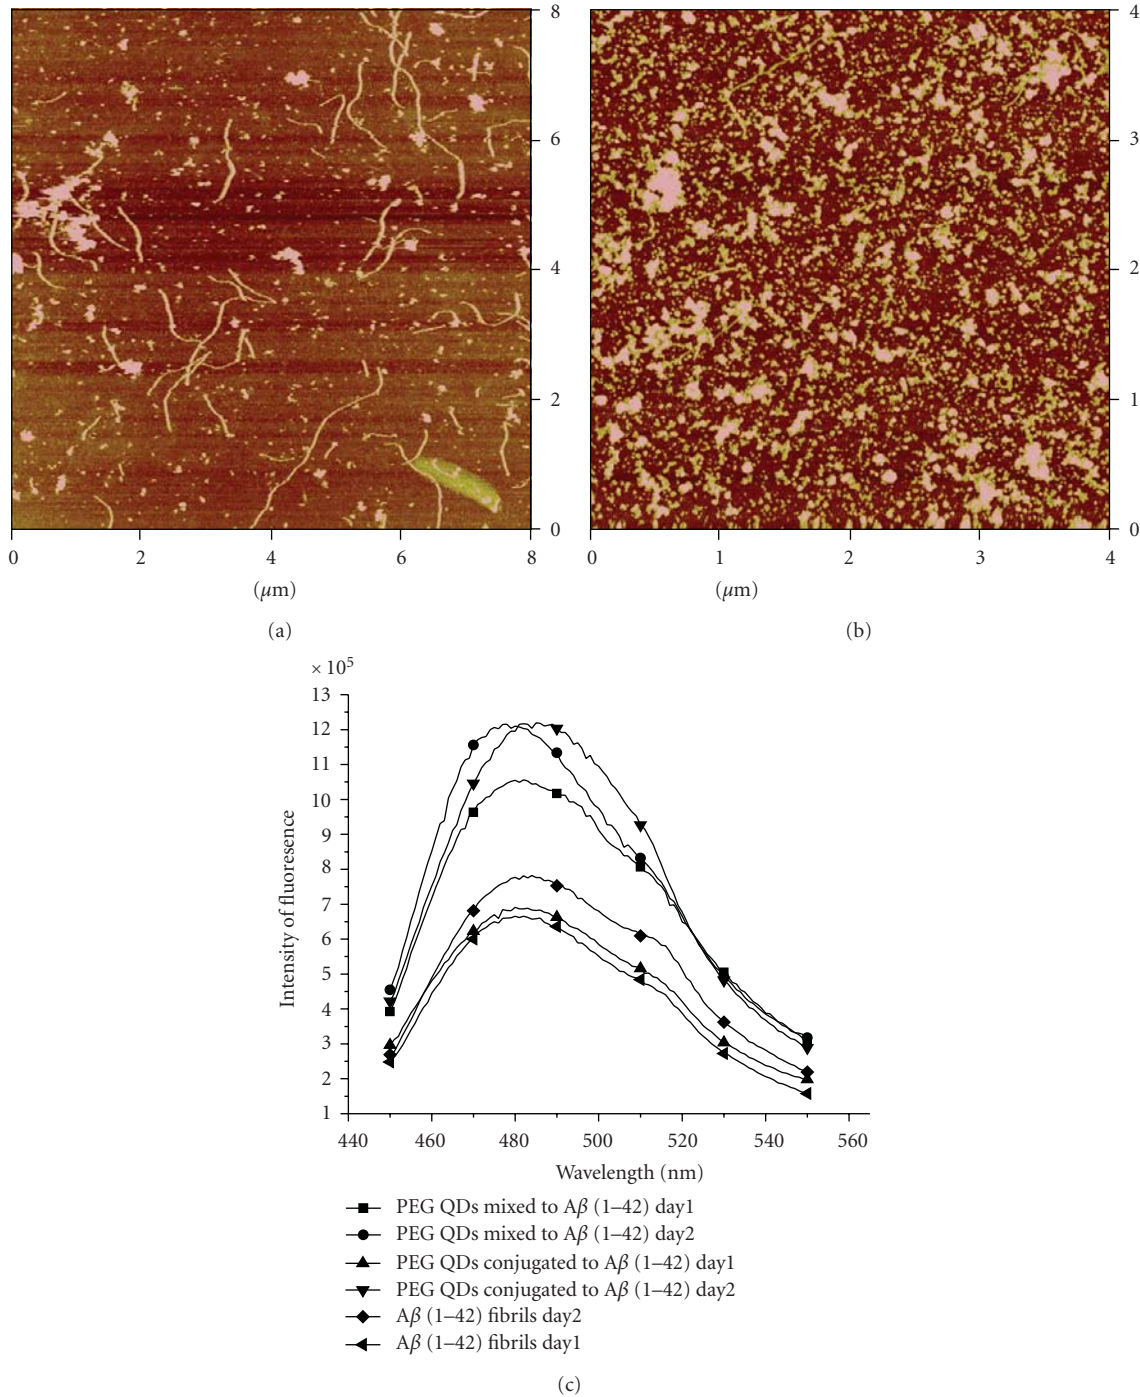 8
6
4
2
0
0 2 4 6 8
(μm)
(a)
4
3
2
1
0
0 1 2 3 4
(μm)
(b)
× 10⁵
13
12
11
10
9
8
7
6
5
4
3
2
1
Intensity of fluoresence
440 460 480 500 520 540 560
Wavelength (nm)
PEG QDs mixed to Aβ (1–42) day1
PEG QDs mixed to Aβ (1–42) day2
PEG QDs conjugated to Aβ (1–42) day1
PEG QDs conjugated to Aβ (1–42) day2
Aβ (1–42) fibrils day2
Aβ (1–42) fibrils day1
(c)